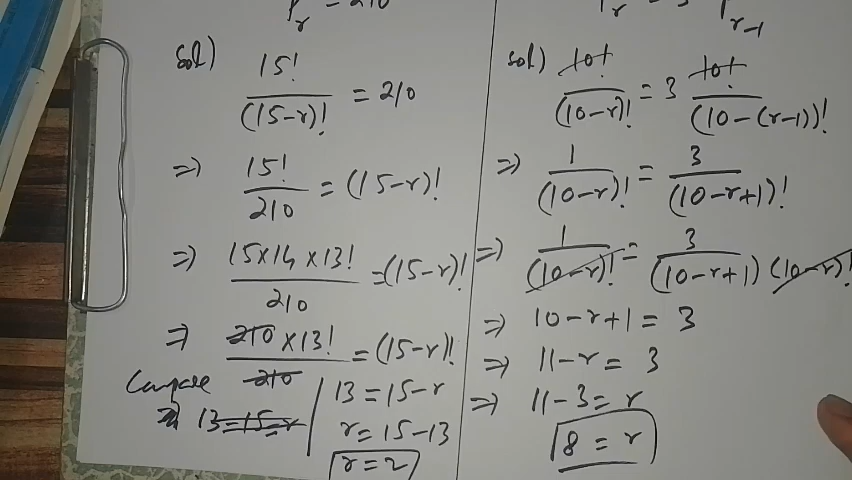 Sol)
15! / (15-r)! = 210
=> 15! / 210 = (15-r)!
=> 15×14×13! / 210 = (15-r)!
=> 210×13! / 210 = (15-r)!
Compare
=> 13=15-r
13=15-r
r=15-13
r=2
sol) 10! / (10-r)! = 3 10! / (10-(r-1))!
=> 1 / (10-r)! = 3 / (10-r+1)!
=> 1 / (10-r)! = 3 / (10-r+1)(10-r)!
=> 10-r+1=3
=> 11-r=3
=> 11-3=r
8=r